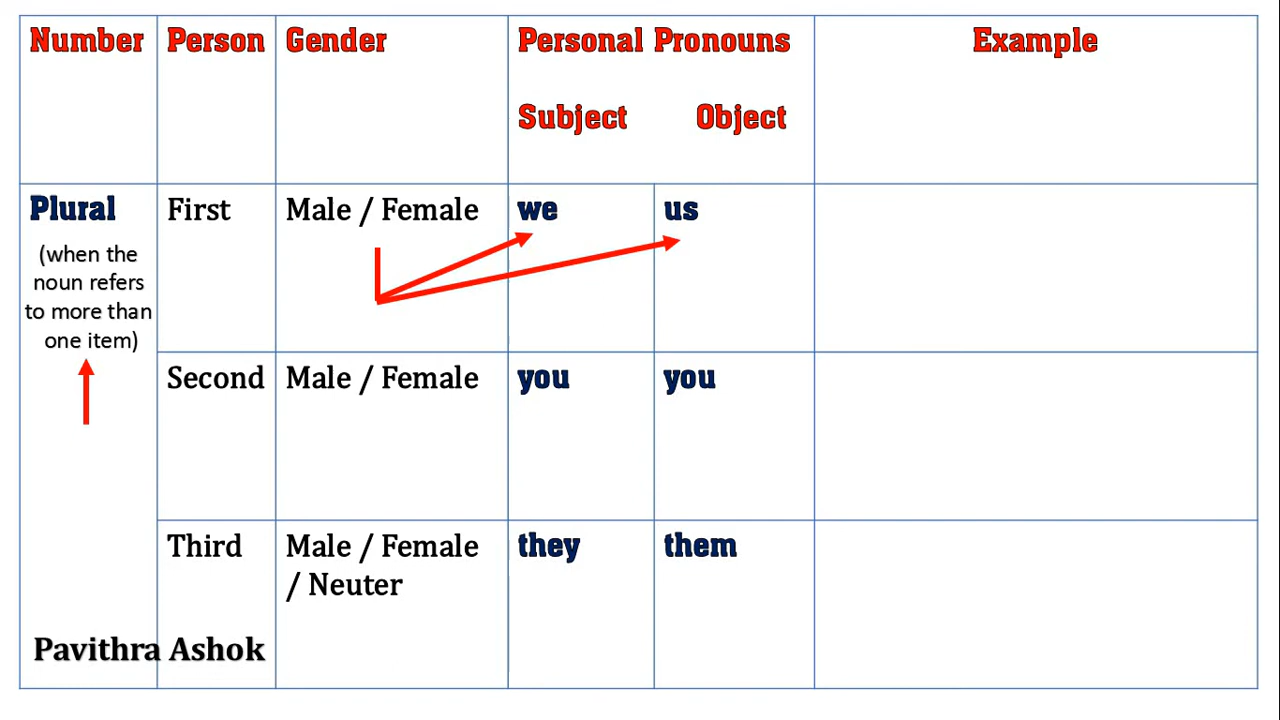 Number Person Gender Personal Pronouns Example
Subject Object
Plural First Male / Female we us
(when the
noun refers
to more than
one item)
Second Male / Female you you
Third Male / Female they them
/ Neuter
Pavithra Ashok